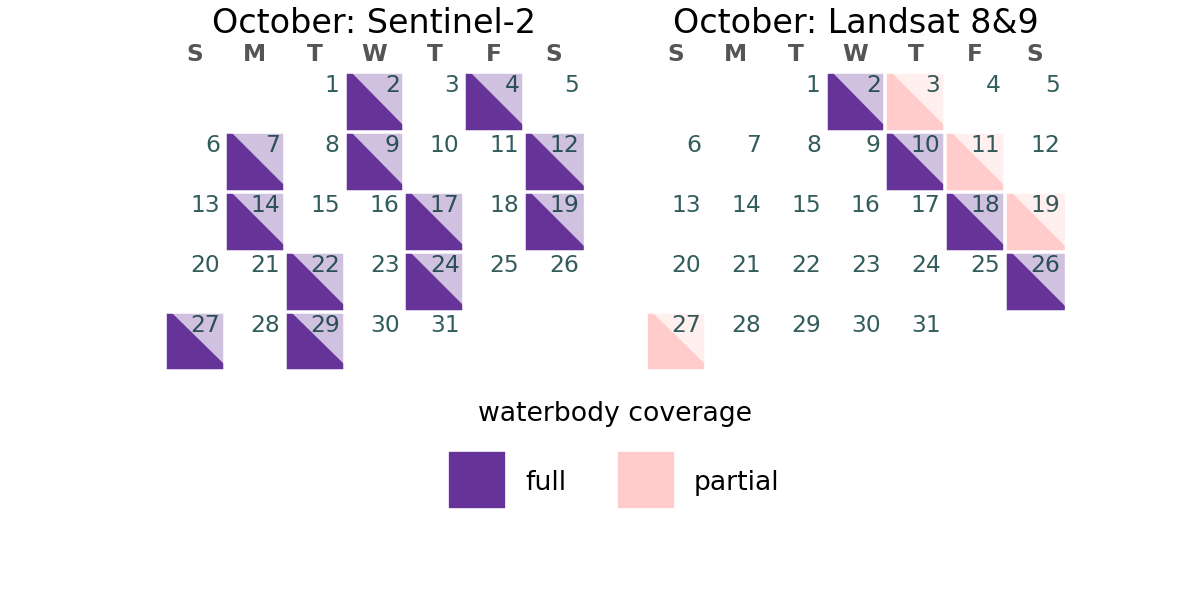 October: Sentinel-2
S M T W T F S
1 2 3 4 5
6 7 8 9 10 11 12
13 14 15 16 17 18 19
20 21 22 23 24 25 26
27 28 29 30 31
October: Landsat 8&9
S M T W T F S
1 2 3 4 5
6 7 8 9 10 11 12
13 14 15 16 17 18 19
20 21 22 23 24 25 26
27 28 29 30 31
waterbody coverage
full partial